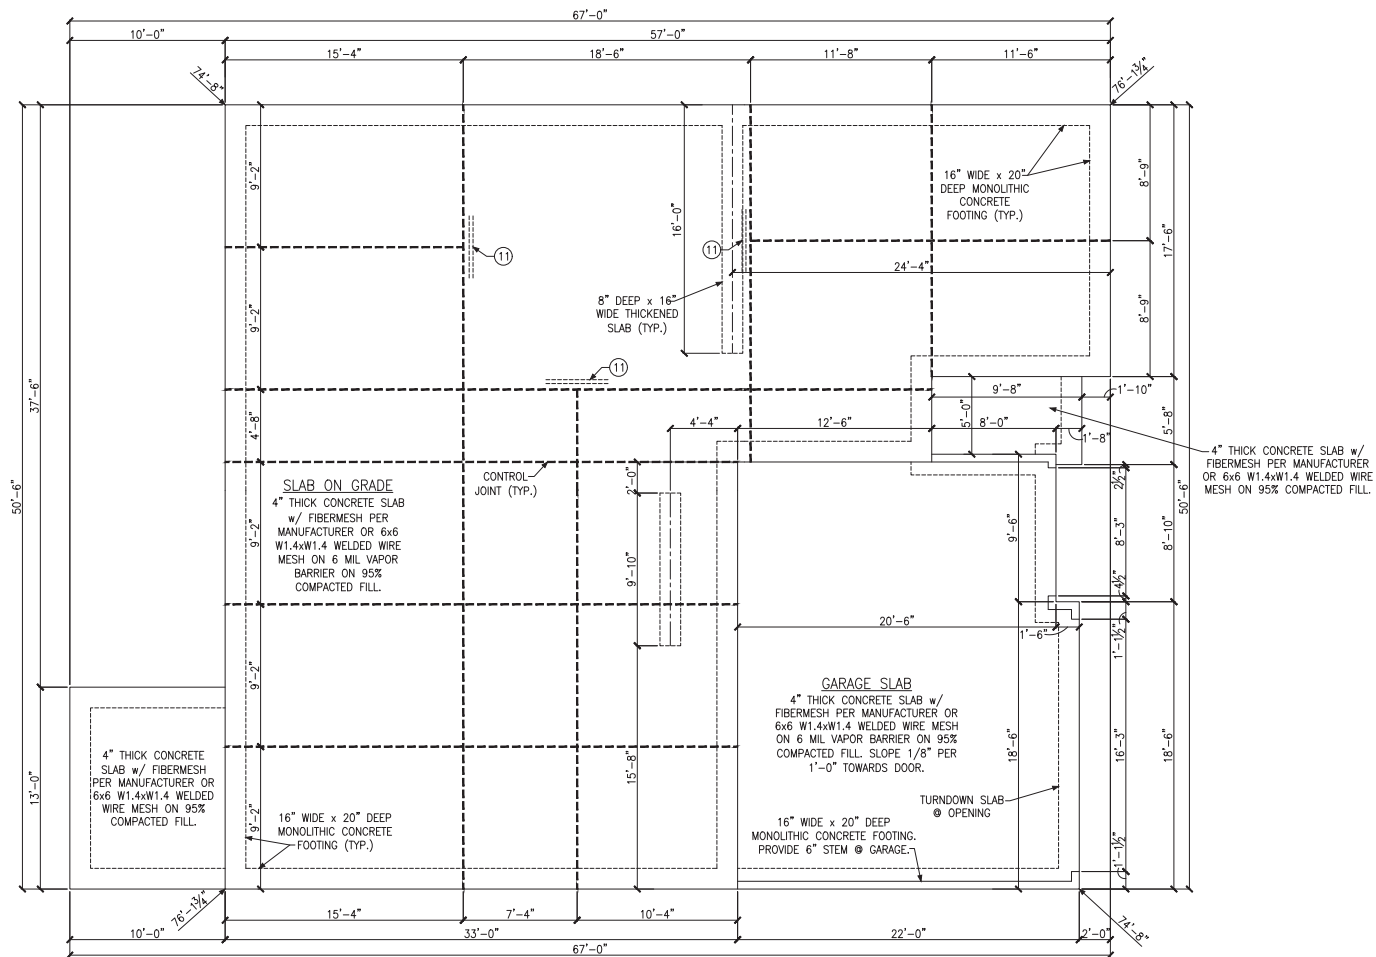 67'-0"
10'-0"
57'-0"
15'-4"
18'-6"
11'-8"
11'-6"
74'-8"
76'-1¾"
9'-2"
16'-0"
16" WIDE x 20"
DEEP MONOLITHIC
CONCRETE
FOOTING (TYP.)
8'-9"
17'-6"
11
11
24'-4"
8" DEEP x 16"
WIDE THICKENED
SLAB (TYP.)
9'-2"
8'-9"
11
37'-6"
9'-8"
1'-10"
5'-0"
4'-8"
4'-4"
12'-6"
8'-0"
1'-8"
5'-8"
4" THICK CONCRETE SLAB w/
FIBERMESH PER MANUFACTURER
OR 6x6 W1.4xW1.4 WELDED WIRE
MESH ON 95% COMPACTED FILL.
CONTROL
JOINT (TYP.)
2'-0"
2½"
50'-6"
50'-6"
SLAB ON GRADE
4" THICK CONCRETE SLAB
w/ FIBERMESH PER
MANUFACTURER OR 6x6
W1.4xW1.4 WELDED WIRE
MESH ON 6 MIL VAPOR
BARRIER ON 95%
COMPACTED FILL.
9'-2"
9'-10"
9'-6"
8'-3"
8'-10"
4½"
20'-6"
1'-6"
1'-1½"
9'-2"
GARAGE SLAB
4" THICK CONCRETE SLAB w/
FIBERMESH PER MANUFACTURER OR
6x6 W1.4xW1.4 WELDED WIRE MESH
ON 6 MIL VAPOR BARRIER ON 95%
COMPACTED FILL. SLOPE 1/8" PER
1'-0" TOWARDS DOOR.
18'-6"
16'-3"
18'-6"
15'-8"
4" THICK CONCRETE
SLAB w/ FIBERMESH
PER MANUFACTURER OR
6x6 W1.4xW1.4 WELDED
WIRE MESH ON 95%
COMPACTED FILL.
13'-0"
9'-2"
16" WIDE x 20" DEEP
MONOLITHIC CONCRETE
FOOTING (TYP.)
TURNDOWN SLAB
@ OPENING
16" WIDE x 20" DEEP
MONOLITHIC CONCRETE FOOTING.
PROVIDE 6" STEM @ GARAGE.
1'-1½"
76'-1¾"
74'-8"
15'-4"
7'-4"
10'-4"
10'-0"
33'-0"
22'-0"
2'-0"
67'-0"